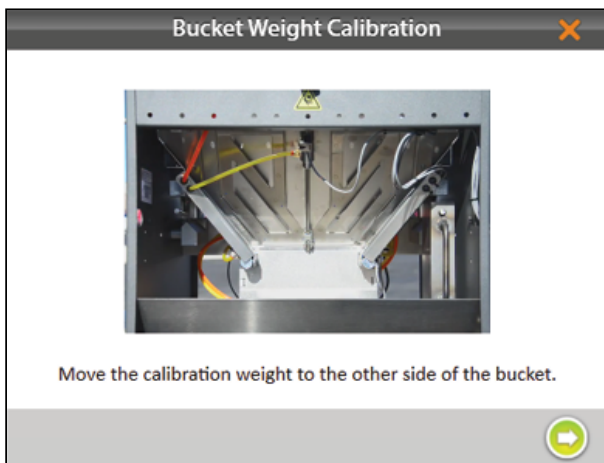 Bucket Weight Calibration
Move the calibration weight to the other side of the bucket.